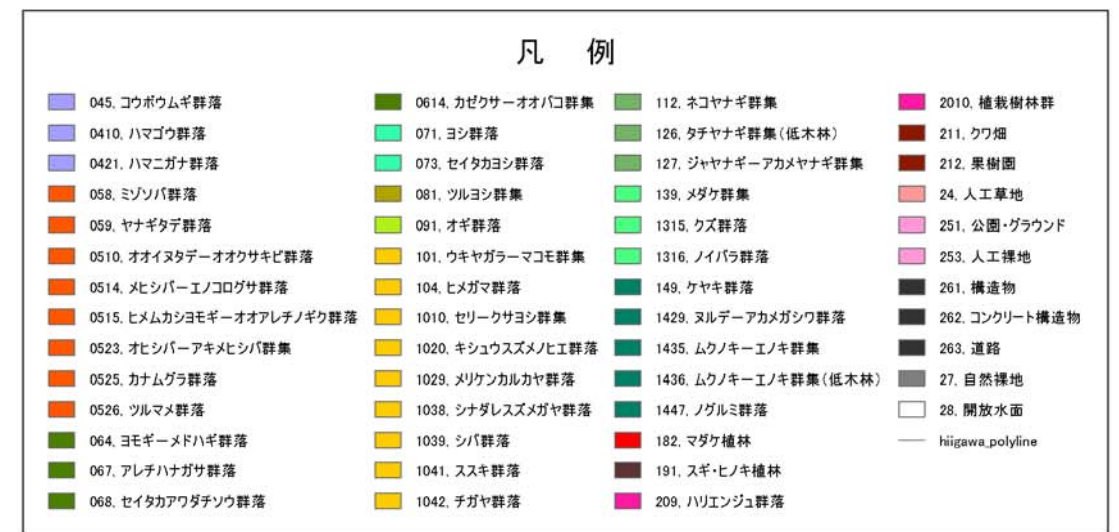 凡 例
045, コウボウムギ群落
0410, ハマゴウ群落
0421, ハマニガナ群落
058, ミゾソバ群落
059, ヤナギタデ群落
0510, オオイヌタデーオオクサキビ群落
0514, メヒシバーエノコログサ群落
0515, ヒメムカシヨモギーオオアレチノギク群落
0523, オヒシバーアキメヒシバ群集
0525, カナムグラ群落
0526, ツルマメ群落
064, ヨモギーメドハギ群落
067, アレチハナガサ群落
068, セイタカアワダチソウ群落
0614, カゼクサーオオバコ群集
071, ヨシ群落
073, セイタカヨシ群落
081, ツルヨシ群集
091, オギ群落
101, ウキヤガラーマコモ群集
104, ヒメガマ群落
1010, セリークサヨシ群集
1020, キシュウスズメノヒエ群落
1029, メリケンカルカヤ群落
1038, シナダレスズメガヤ群落
1039, シバ群落
1041, ススキ群落
1042, チガヤ群落
112, ネコヤナギ群集
126, タチヤナギ群集(低木林)
127, ジャヤナギーアカメヤナギ群集
139, メダケ群集
1315, クズ群落
1316, ノイバラ群落
149, ケヤキ群落
1429, ヌルデーアカメガシワ群落
1435, ムクノキーエノキ群集
1436, ムクノキーエノキ群集(低木林)
1447, ノグルミ群落
182, マダケ植林
191, スギ・ヒノキ植林
209, ハリエンジュ群落
2010, 植栽樹林群
211, クワ畑
212, 果樹園
24, 人工草地
251, 公園・グラウンド
253, 人工裸地
261, 構造物
262, コンクリート構造物
263, 道路
27, 自然裸地
28, 開放水面
hiigawa_polyline